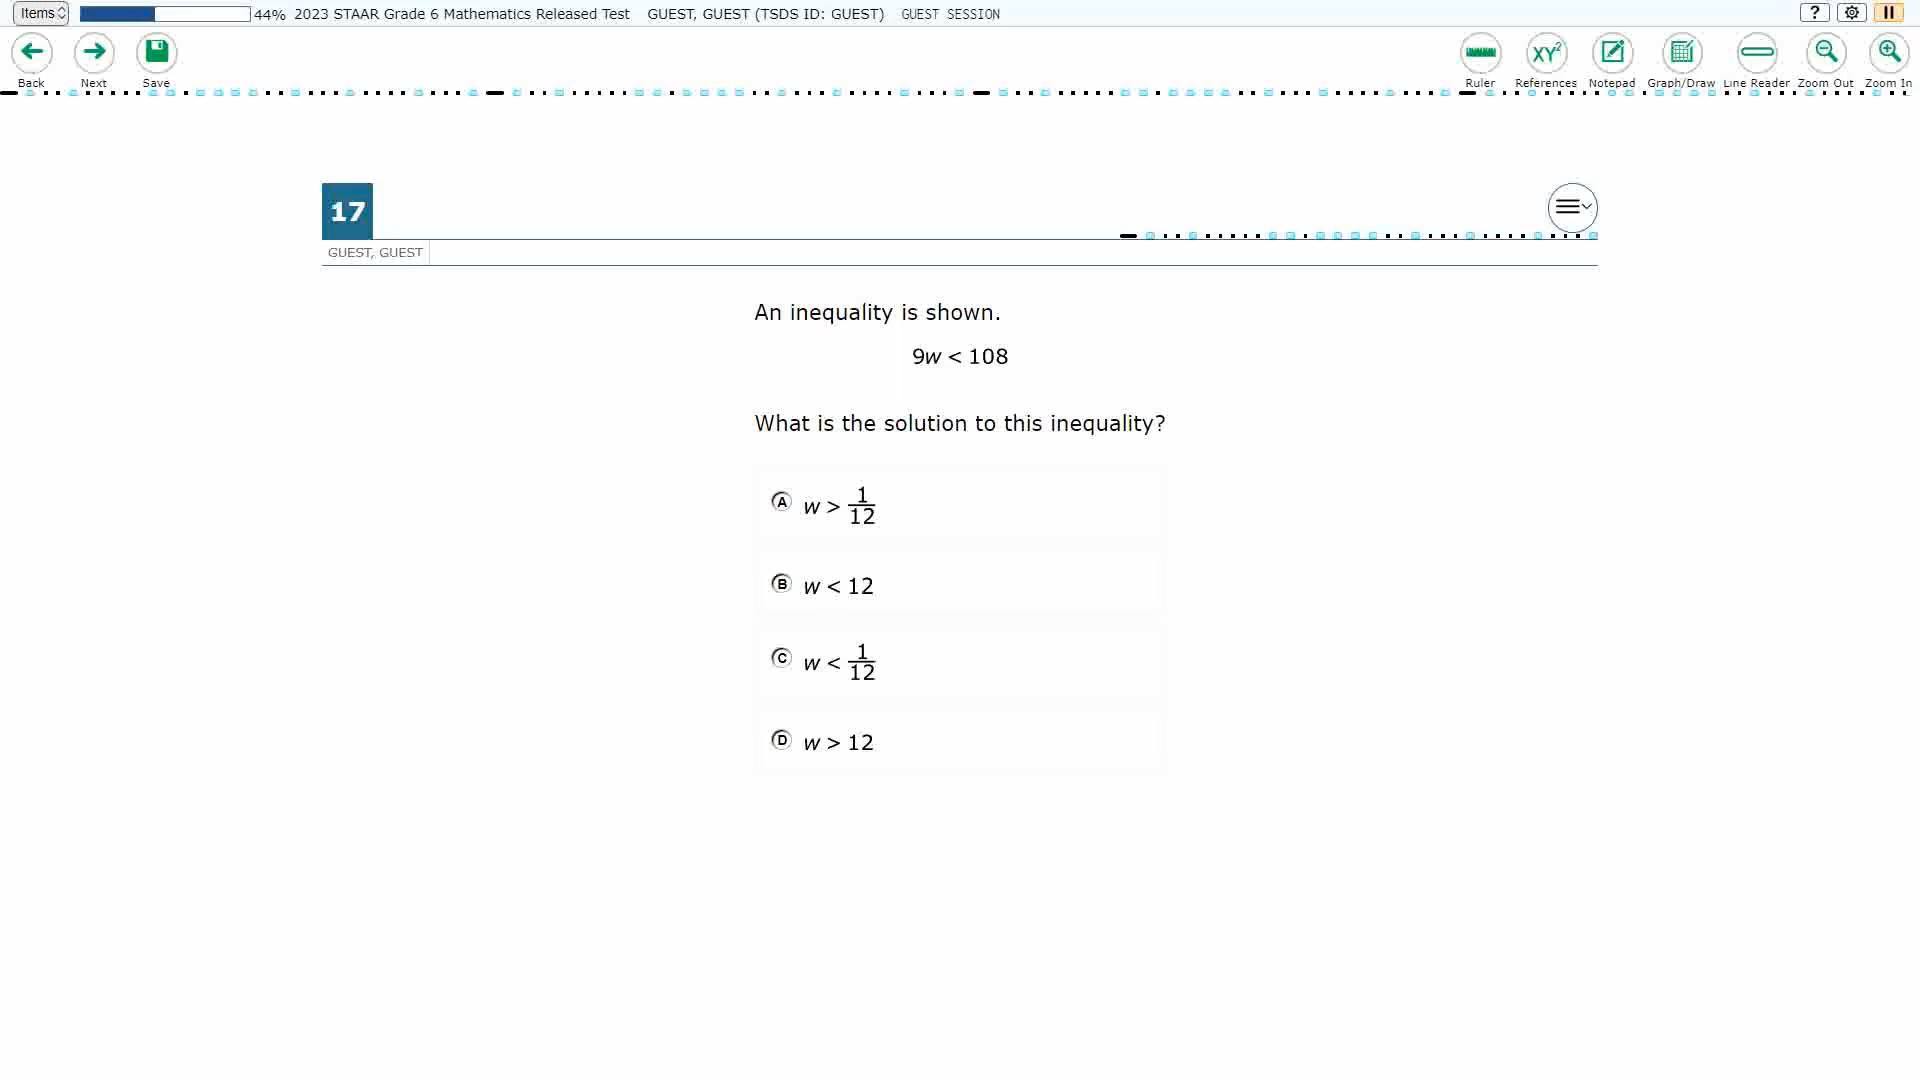 Items 44% 2023 STAAR Grade 6 Mathematics Released Test GUEST, GUEST (TSDS ID: GUEST) GUEST SESSION ?
Back Next Save XY² Ruler References Notepad Graph/Draw Line Reader Zoom Out Zoom In
17
GUEST, GUEST
An inequality is shown.
9w < 108
What is the solution to this inequality?
A w > 1/12
B w < 12
C w < 1/12
D w > 12